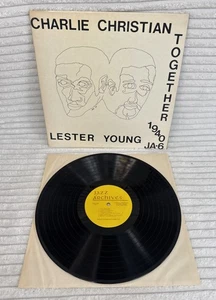 CHARLIE CHRISTIAN
TOGETHER
1940
JA-6
LESTER YOUNG
JAZZ
ARCHIVES